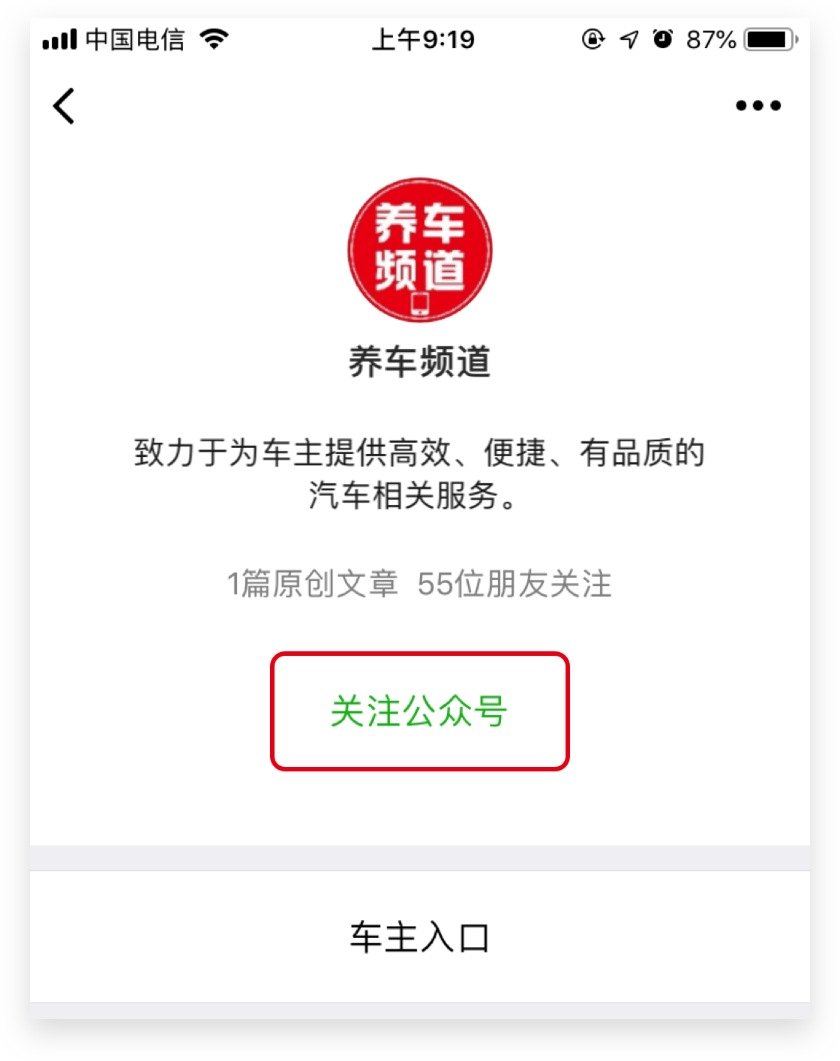 中国电信 上午9:19 87%
养车
频道
养车频道
致力于为车主提供高效、便捷、有品质的
汽车相关服务。
1篇原创文章 55位朋友关注
关注公众号
车主入口